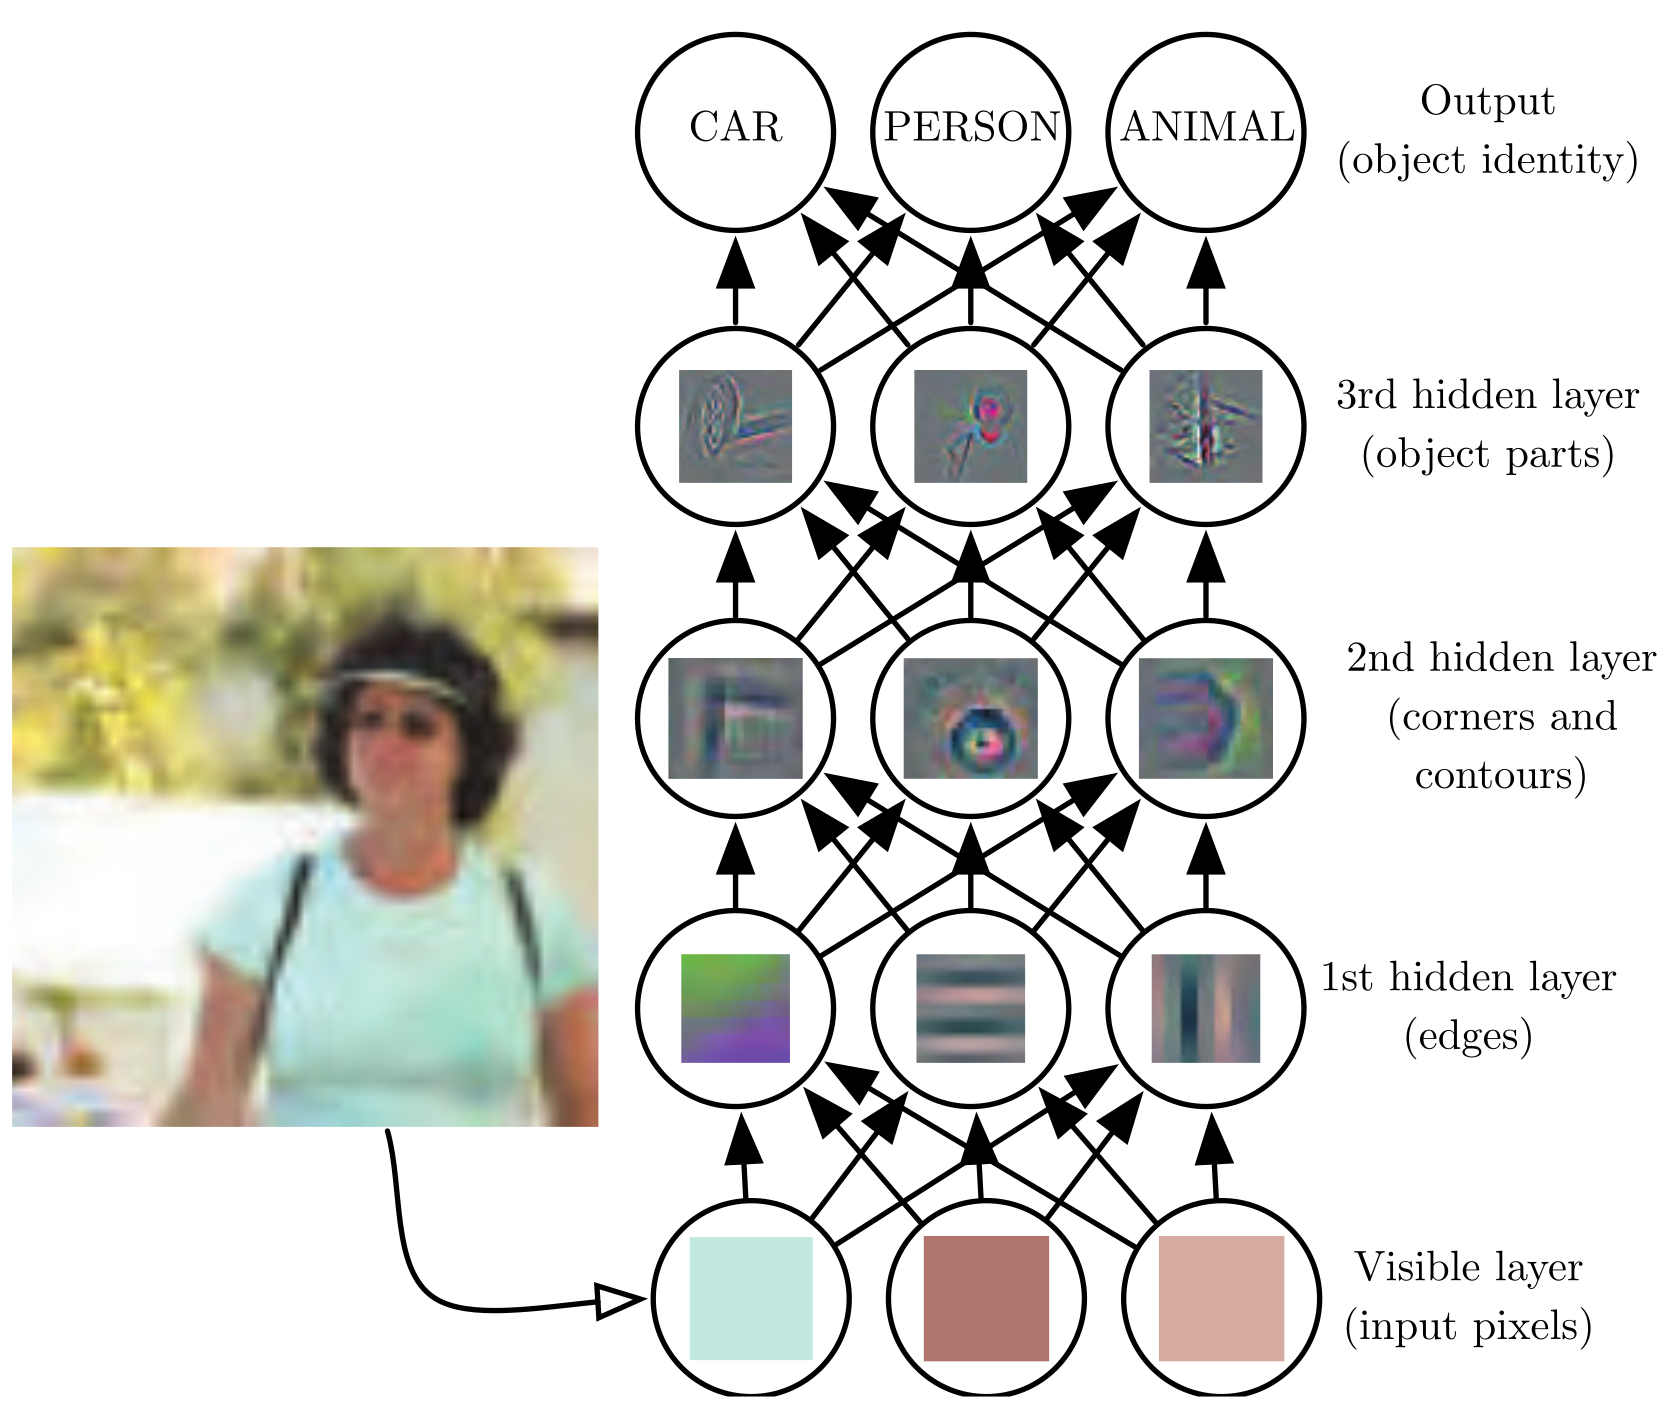 CAR PERSON ANIMAL
Output
(object identity)
3rd hidden layer
(object parts)
2nd hidden layer
(corners and
contours)
1st hidden layer
(edges)
Visible layer
(input pixels)